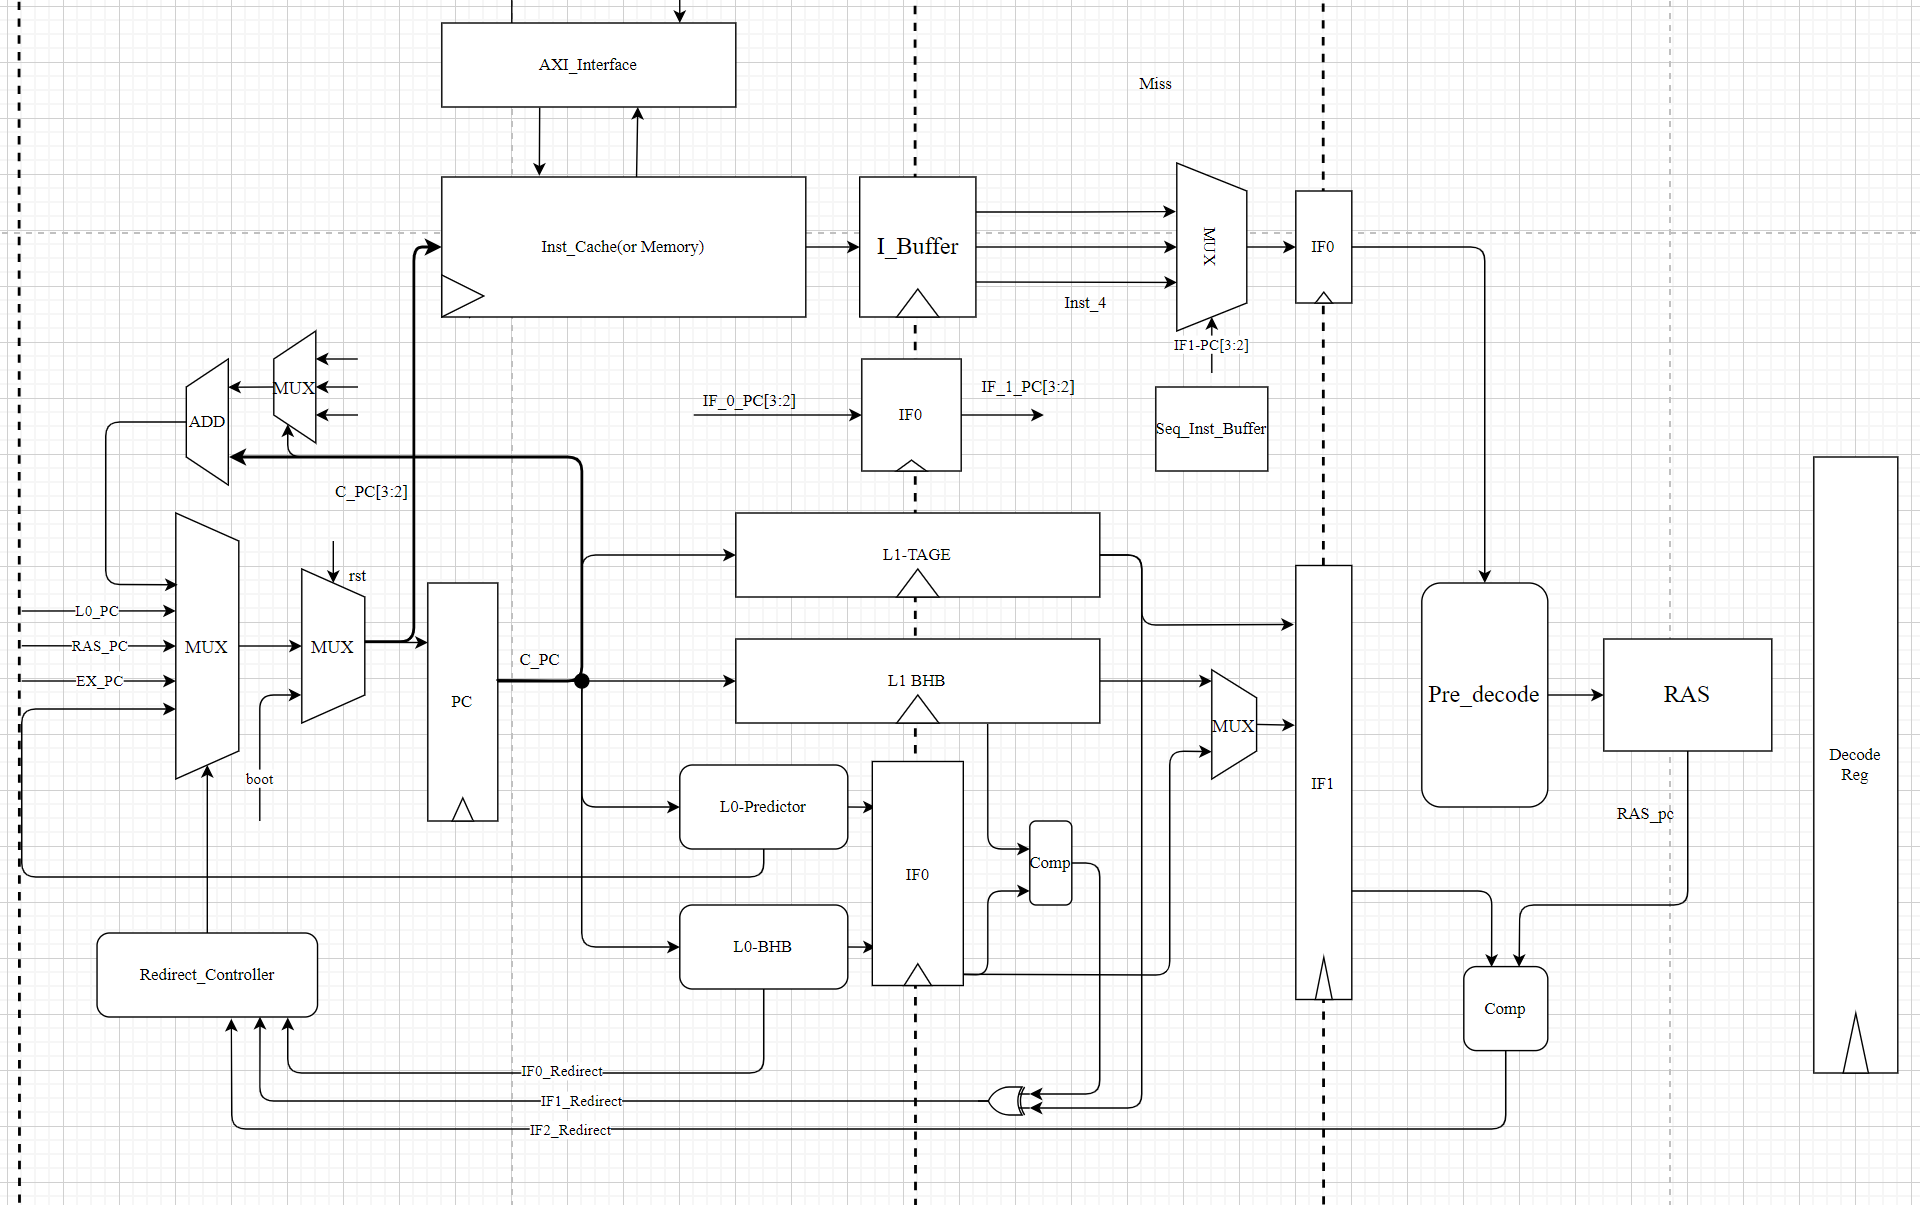 AXI_Interface
Miss
Inst_Cache(or Memory)
I_Buffer
MUX
IF0
Inst_4
IF1-PC[3:2]
MUX
ADD
IF_0_PC[3:2]
IF0
IF_1_PC[3:2]
Seq_Inst_Buffer
C_PC[3:2]
L1-TAGE
rst
L0_PC
RAS_PC
EX_PC
MUX
MUX
C_PC
PC
L1 BHB
MUX
Pre_decode
RAS
boot
L0-Predictor
IF0
Comp
IF1
RAS_pc
Decode
Reg
L0-BHB
Redirect_Controller
Comp
IF0_Redirect
IF1_Redirect
IF2_Redirect